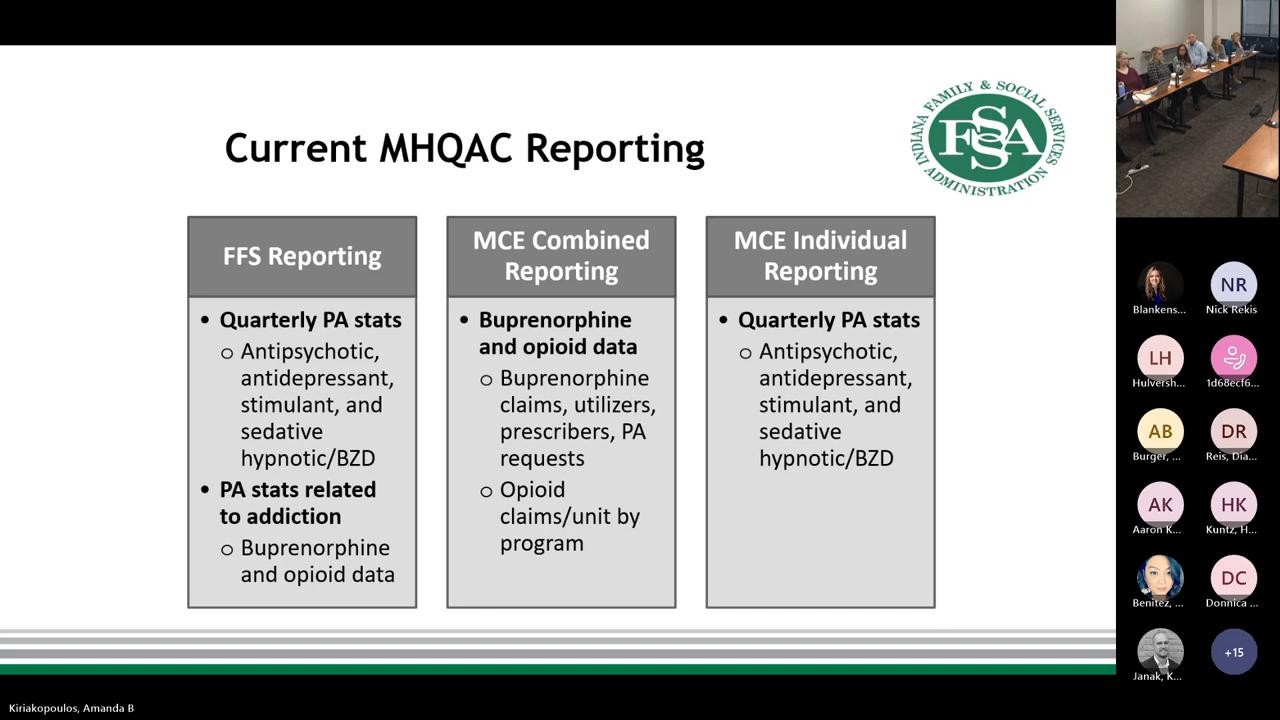 Current MHQAC Reporting
INDIANA FAMILY & SOCIAL SERVICES ADMINISTRATION
FSSA
FFS Reporting
• Quarterly PA stats
o Antipsychotic,
antidepressant,
stimulant, and
sedative
hypnotic/BZD
• PA stats related
to addiction
o Buprenorphine
and opioid data
MCE Combined
Reporting
• Buprenorphine
and opioid data
o Buprenorphine
claims, utilizers,
prescribers, PA
requests
o Opioid
claims/unit by
program
MCE Individual
Reporting
• Quarterly PA stats
o Antipsychotic,
antidepressant,
stimulant, and
sedative
hypnotic/BZD
Blankens...
NR
Nick Rekis
LH
Hulversh...
1d68ecf6...
AB
Burger, ...
DR
Reis, Dia...
AK
Aaron K...
HK
Kuntz, H...
Benitez, ...
DC
Donnica ...
Janak, K...
+15
Kiriakopoulos, Amanda B